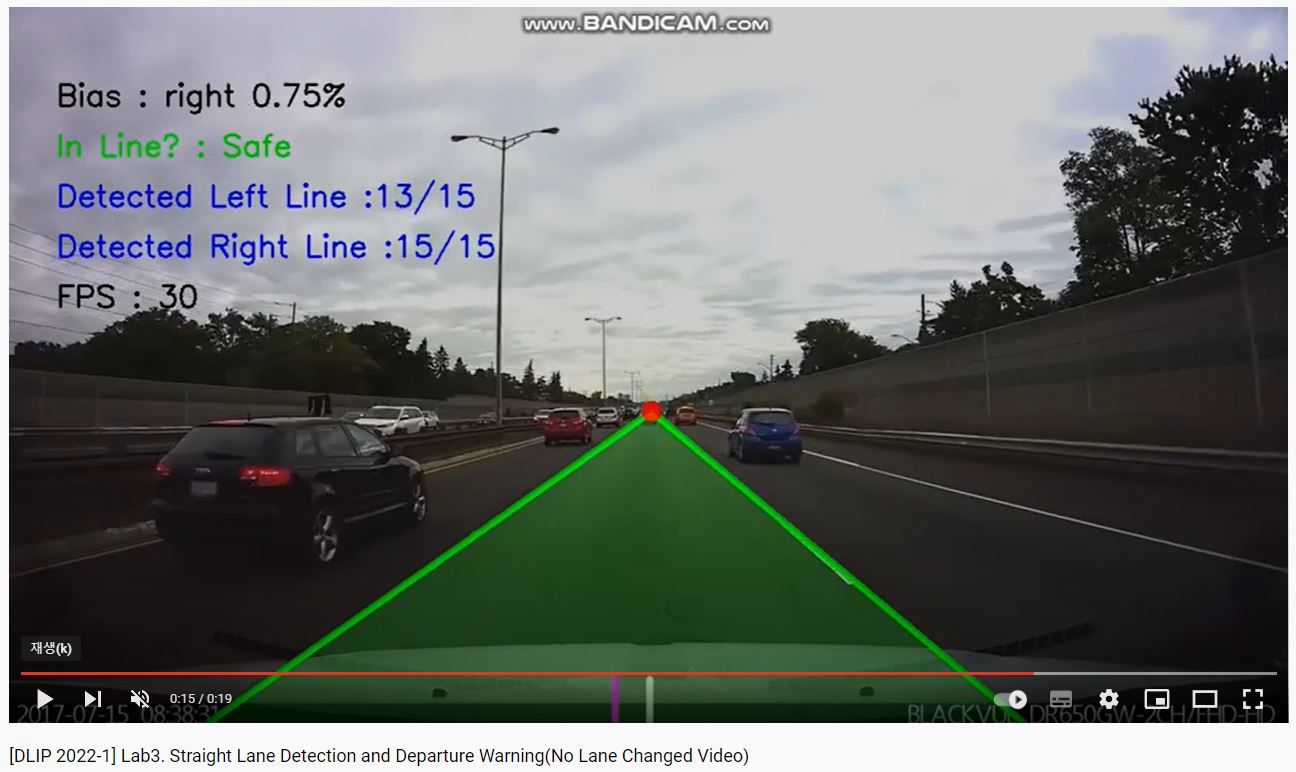 www.BANDICAM.com
Bias : right 0.75%
In Line? : Safe
Detected Left Line :13/15
Detected Right Line :15/15
FPS : 30
재생(k)
0:15 / 0:19
2017-07-15 08:38:31
BLACKVUE DR650GW-2CH/FHD-HD
[DLIP 2022-1] Lab3. Straight Lane Detection and Departure Warning(No Lane Changed Video)